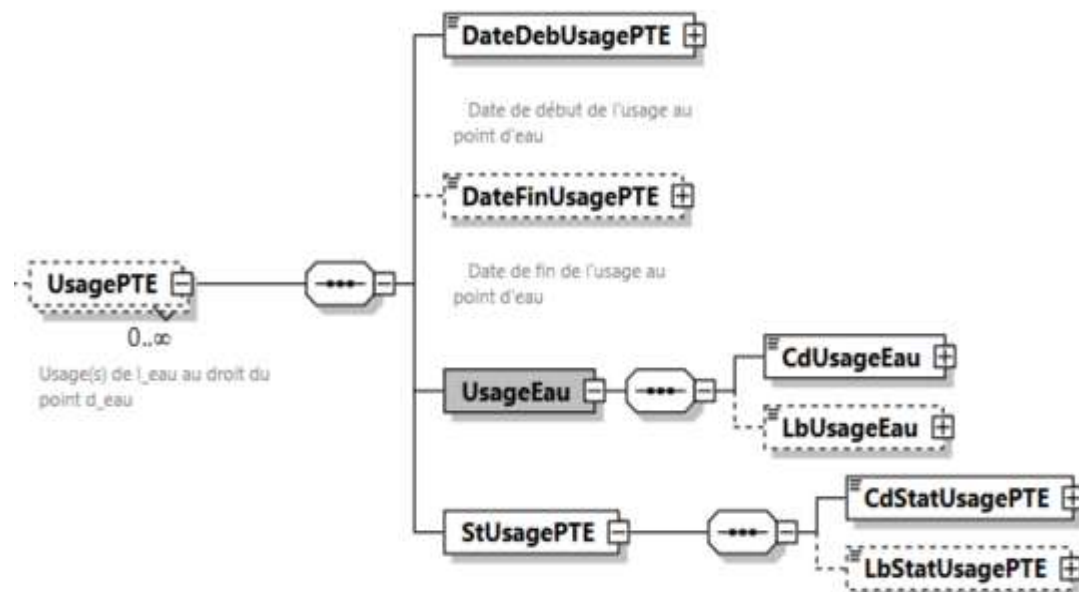 DateDebUsagePTE
Date de début de l'usage au
point d'eau
DateFinUsagePTE
Date de fin de l'usage au
point d'eau
UsagePTE
0..∞
Usage(s) de l_eau au droit du
point d_eau
UsageEau
CdUsageEau
LbUsageEau
StUsagePTE
CdStatUsagePTE
LbStatUsagePTE